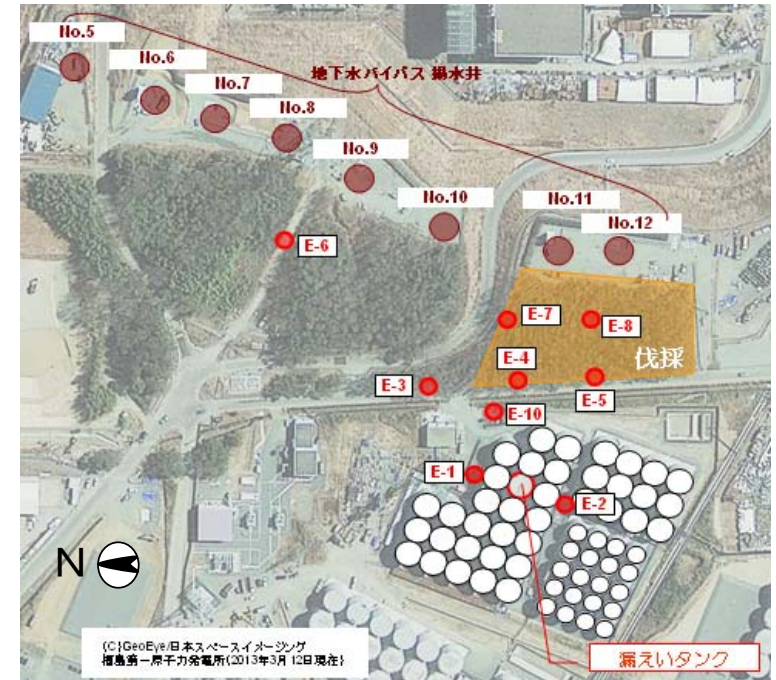 No.5
No.6
No.7
No.8
No.9
No.10
No.11
No.12
地下水バイパス 揚水井
E-6
E-7
E-8
伐採
E-4
E-3
E-5
E-10
E-1
E-2
N
(C)GeoEye/日本スペースイメージング
福島第一原子力発電所(2013年3月12日現在)
漏えいタンク